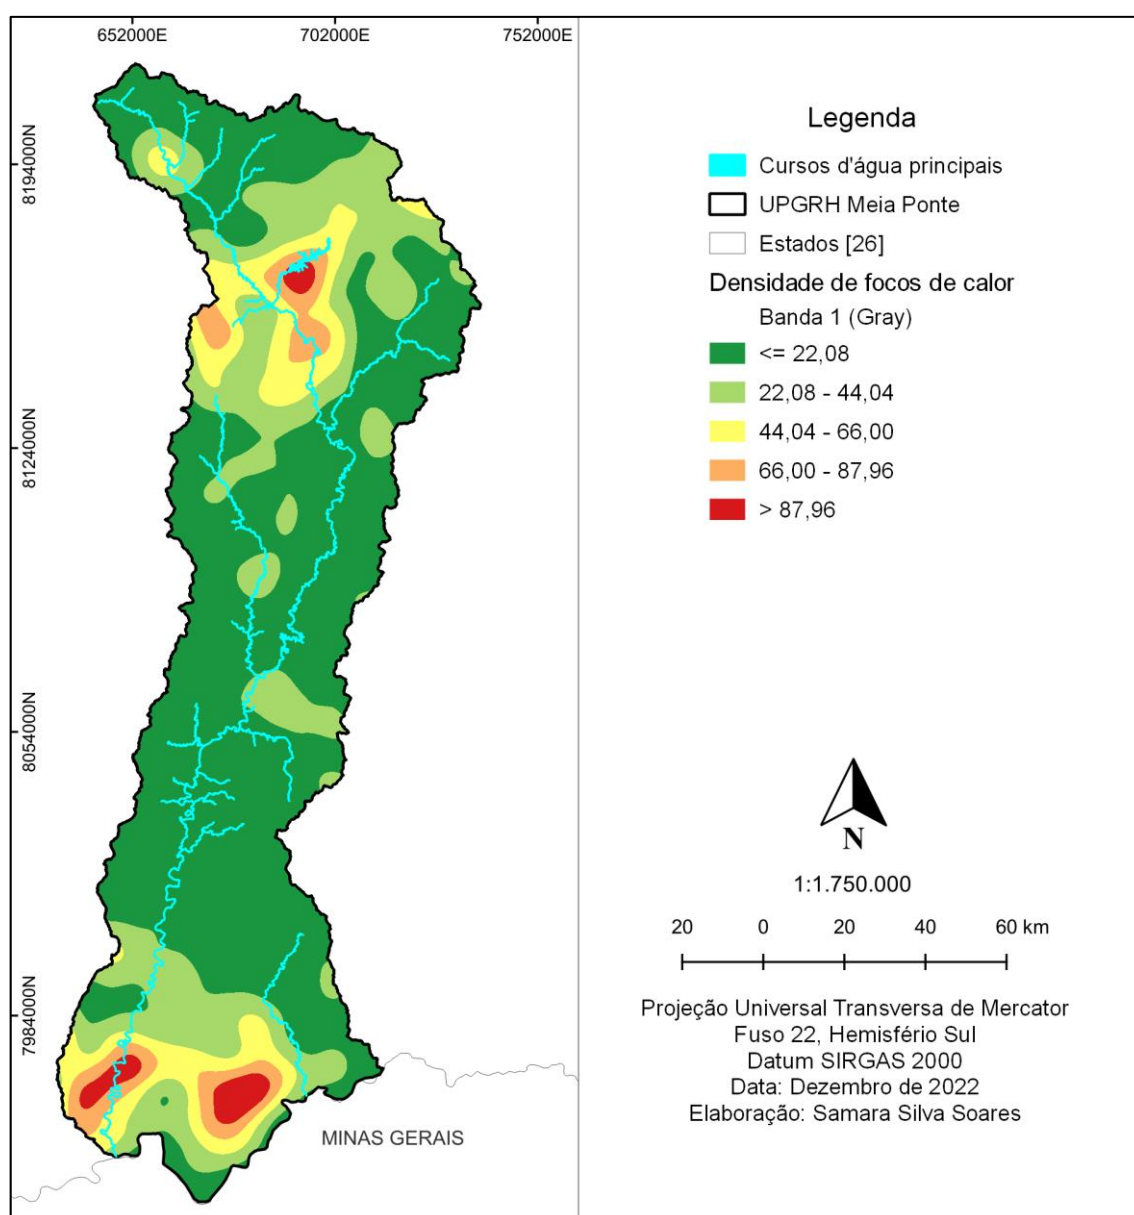 652000E
702000E
752000E
8194000N
8124000N
8054000N
7984000N
MINAS GERAIS
Legenda
Cursos d'água principais
UPGRH Meia Ponte
Estados [26]
Densidade de focos de calor
Banda 1 (Gray)
<= 22,08
22,08 - 44,04
44,04 - 66,00
66,00 - 87,96
> 87,96
N
1:1.750.000
20 0 20 40 60 km
Projeção Universal Transversa de Mercator
Fuso 22, Hemisfério Sul
Datum SIRGAS 2000
Data: Dezembro de 2022
Elaboração: Samara Silva Soares